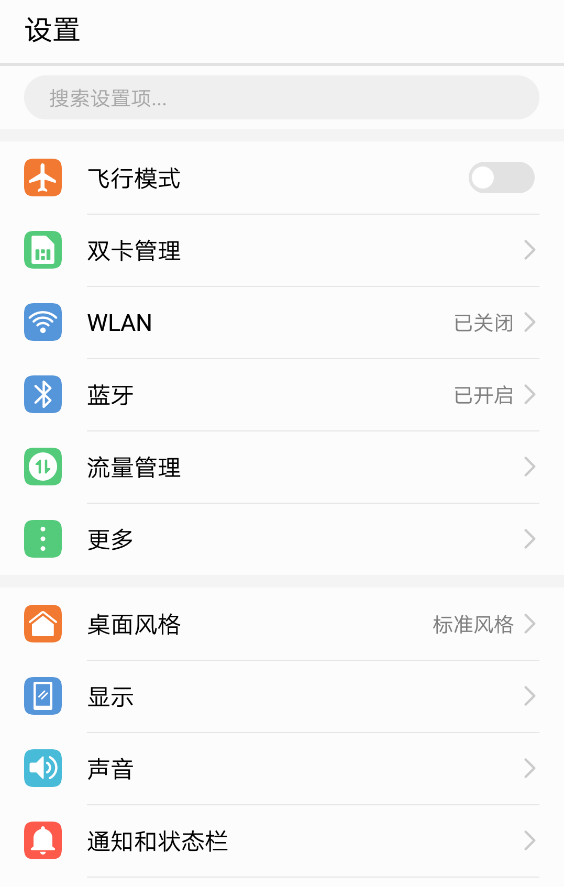 设置
搜索设置项...
飞行模式
双卡管理
WLAN 已关闭
蓝牙 已开启
流量管理
更多
桌面风格 标准风格
显示
声音
通知和状态栏